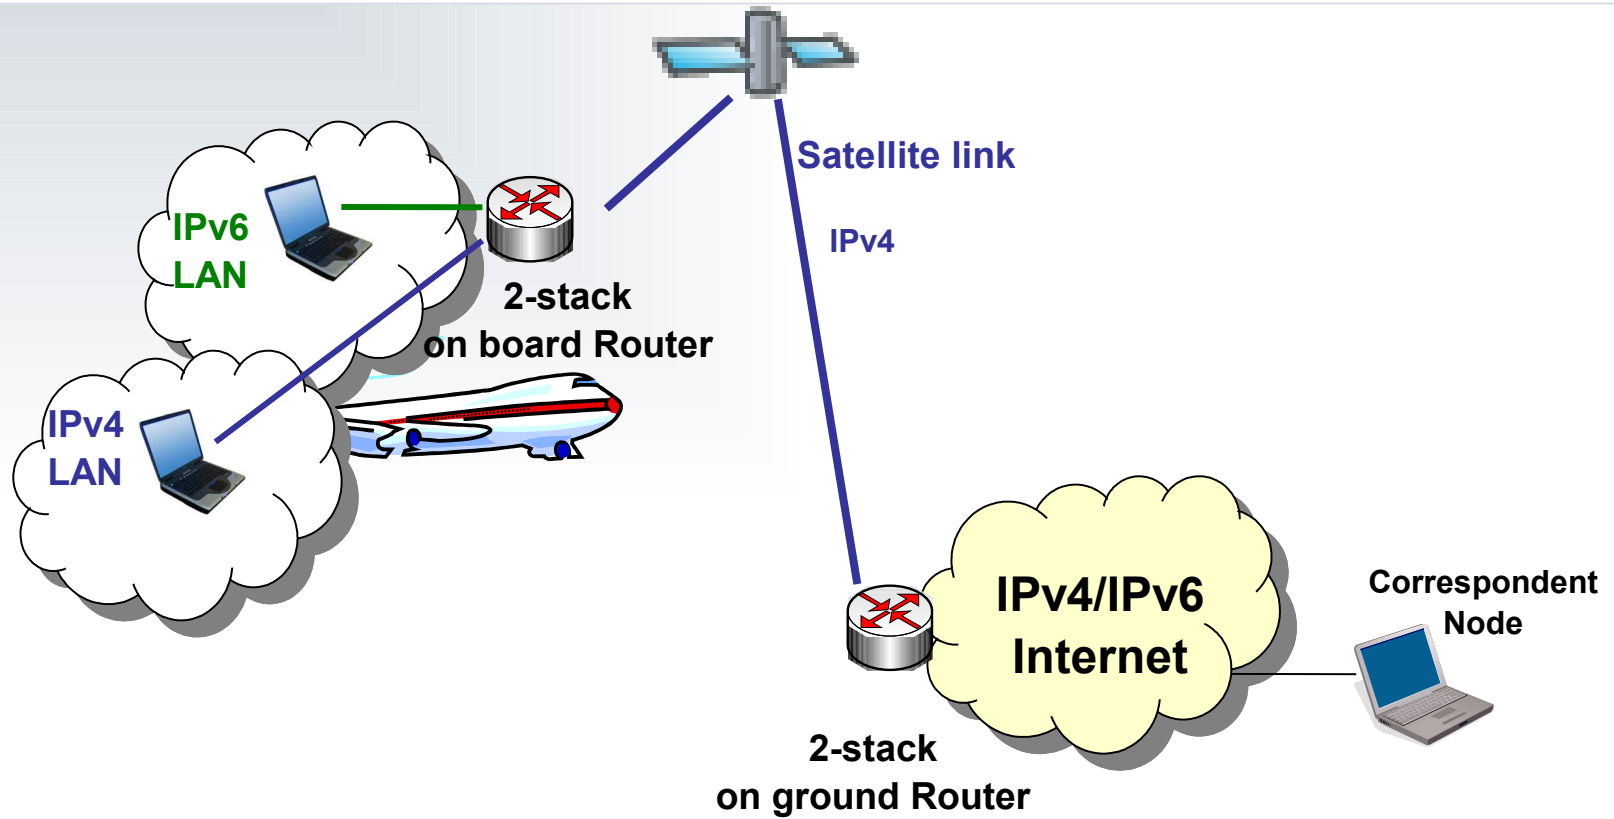 Satellite link
IPv4
IPv6
LAN
2-stack
on board Router
IPv4
LAN
IPv4/IPv6
Internet
Correspondent
Node
2-stack
on ground Router